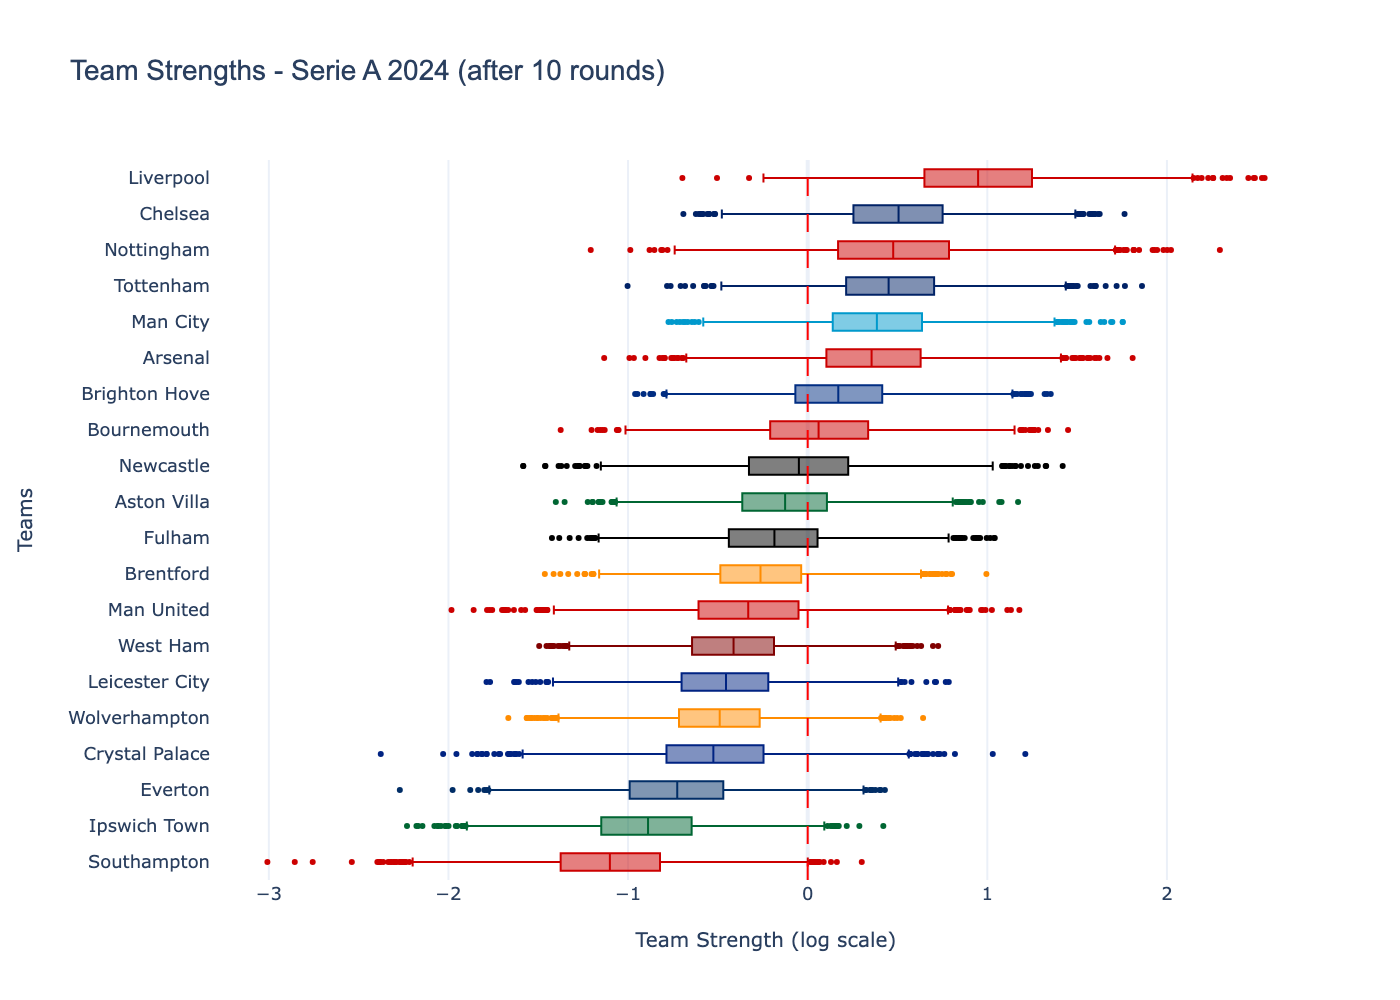 Team Strengths - Serie A 2024 (after 10 rounds)
Teams
Liverpool
Chelsea
Nottingham
Tottenham
Man City
Arsenal
Brighton Hove
Bournemouth
Newcastle
Aston Villa
Fulham
Brentford
Man United
West Ham
Leicester City
Wolverhampton
Crystal Palace
Everton
Ipswich Town
Southampton
−3 −2 −1 0 1 2
Team Strength (log scale)